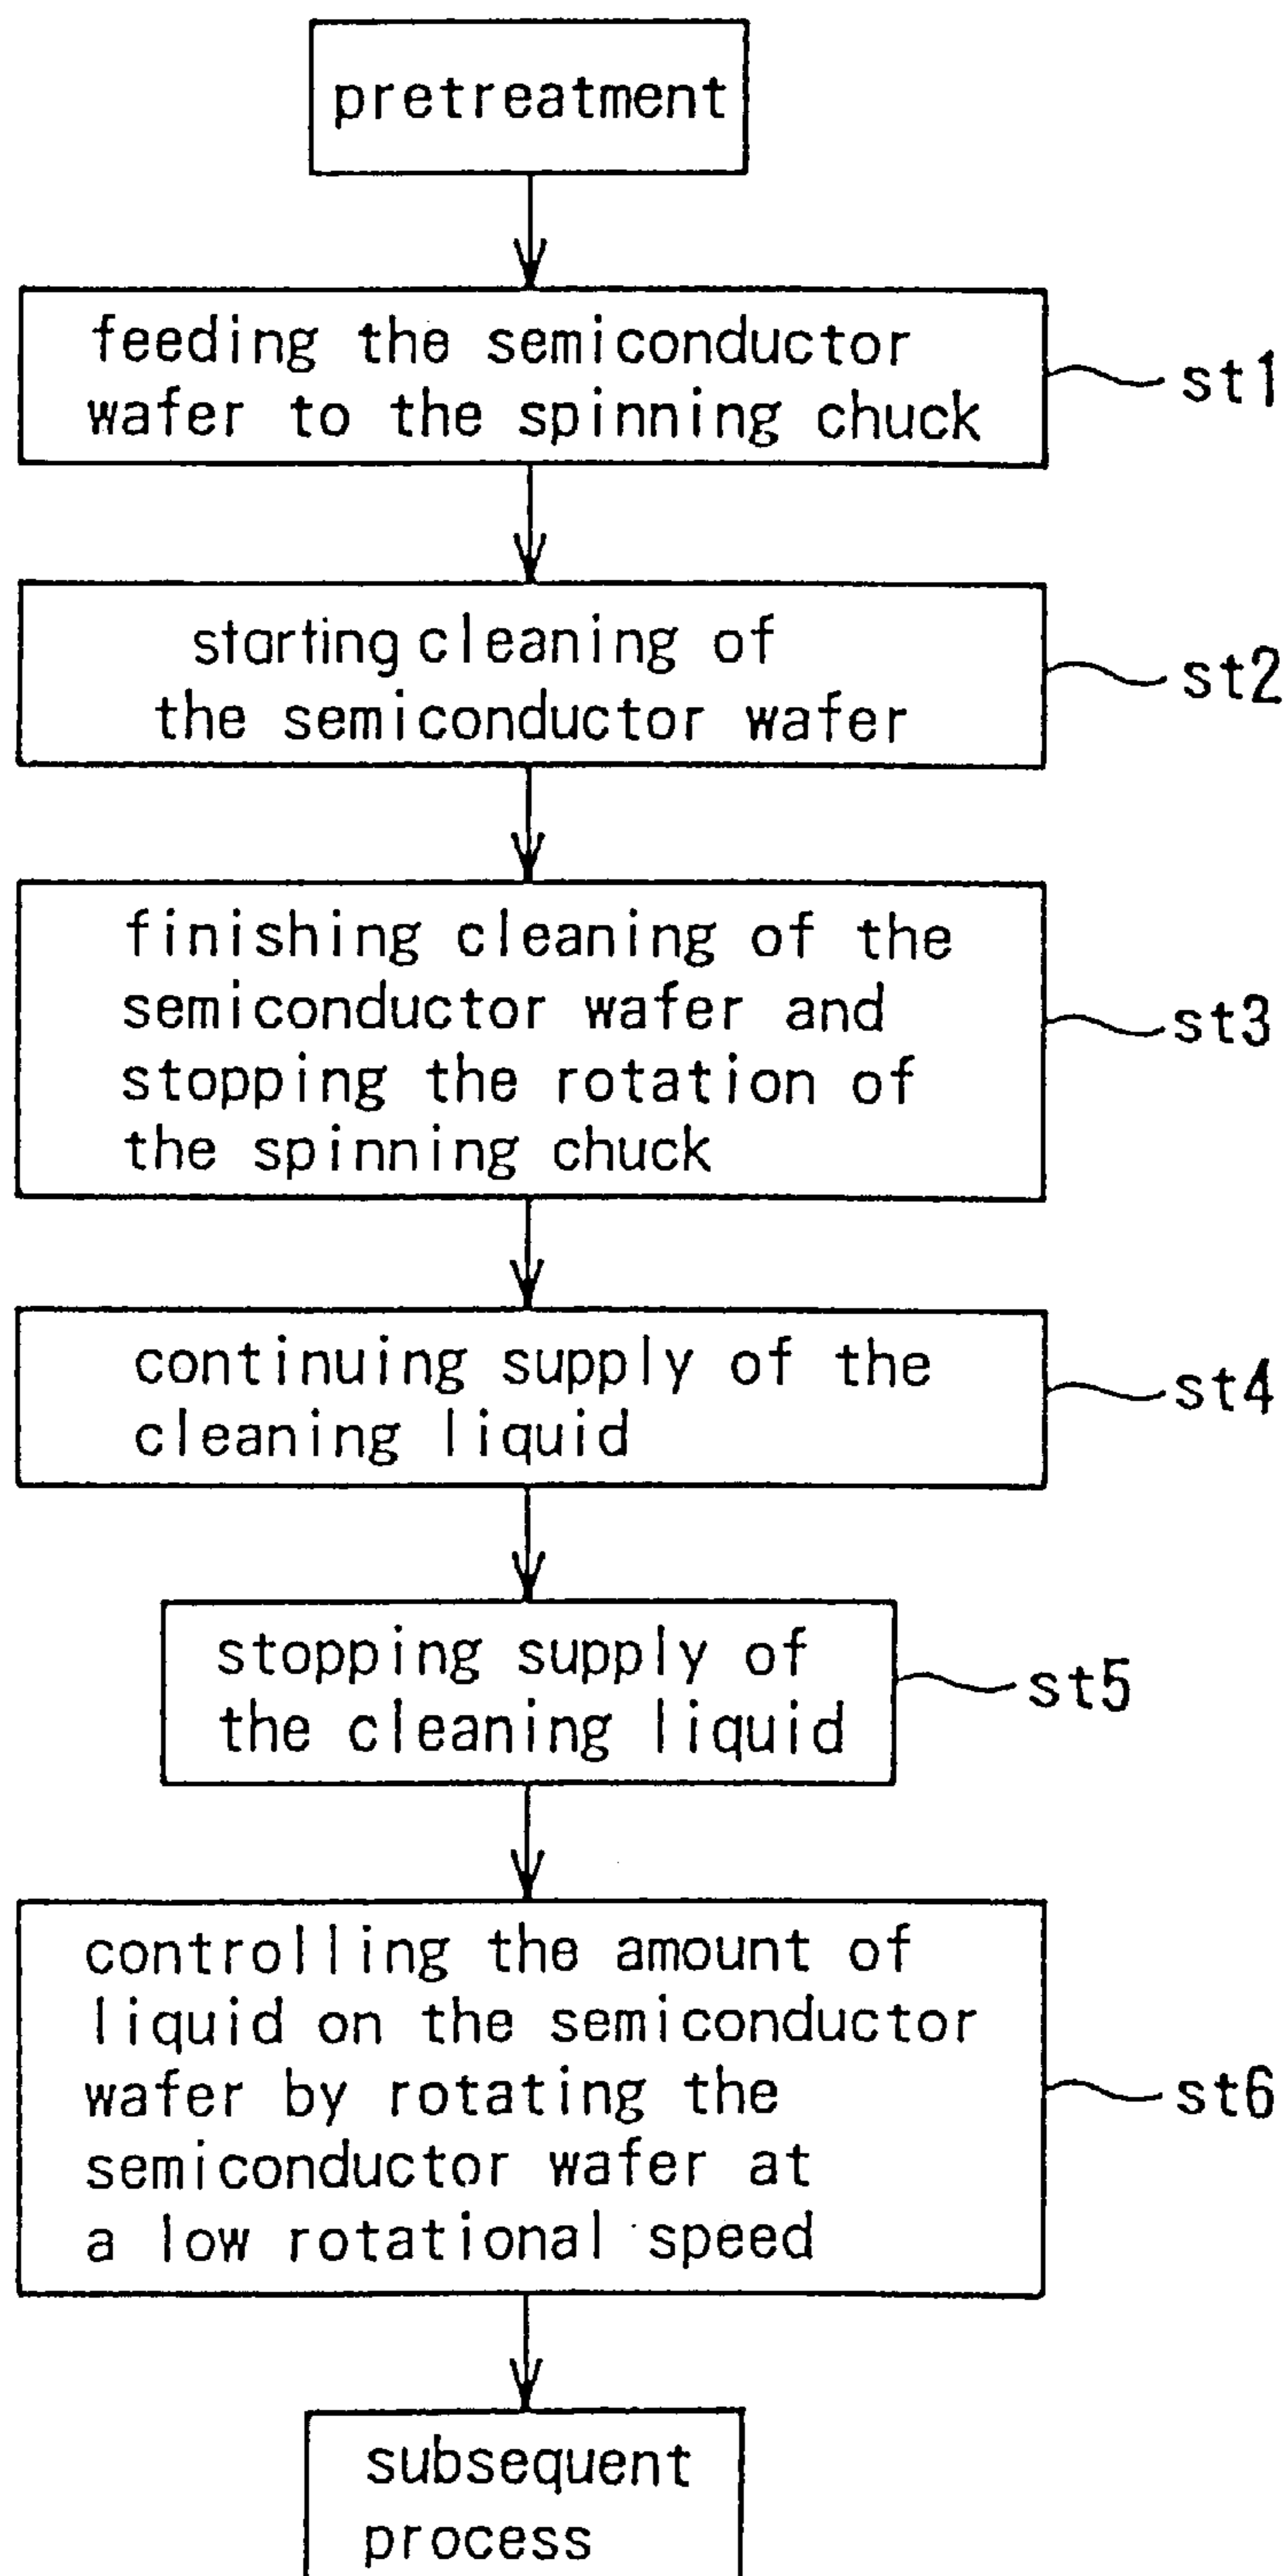 pretreatment
feeding the semiconductor
wafer to the spinning chuck
st1
starting cleaning of
the semiconductor wafer
st2
finishing cleaning of the
semiconductor wafer and
stopping the rotation of
the spinning chuck
st3
continuing supply of the
cleaning liquid
st4
stopping supply of
the cleaning liquid
st5
controlling the amount of
liquid on the semiconductor
wafer by rotating the
semiconductor wafer at
a low rotational speed
st6
subsequent
process